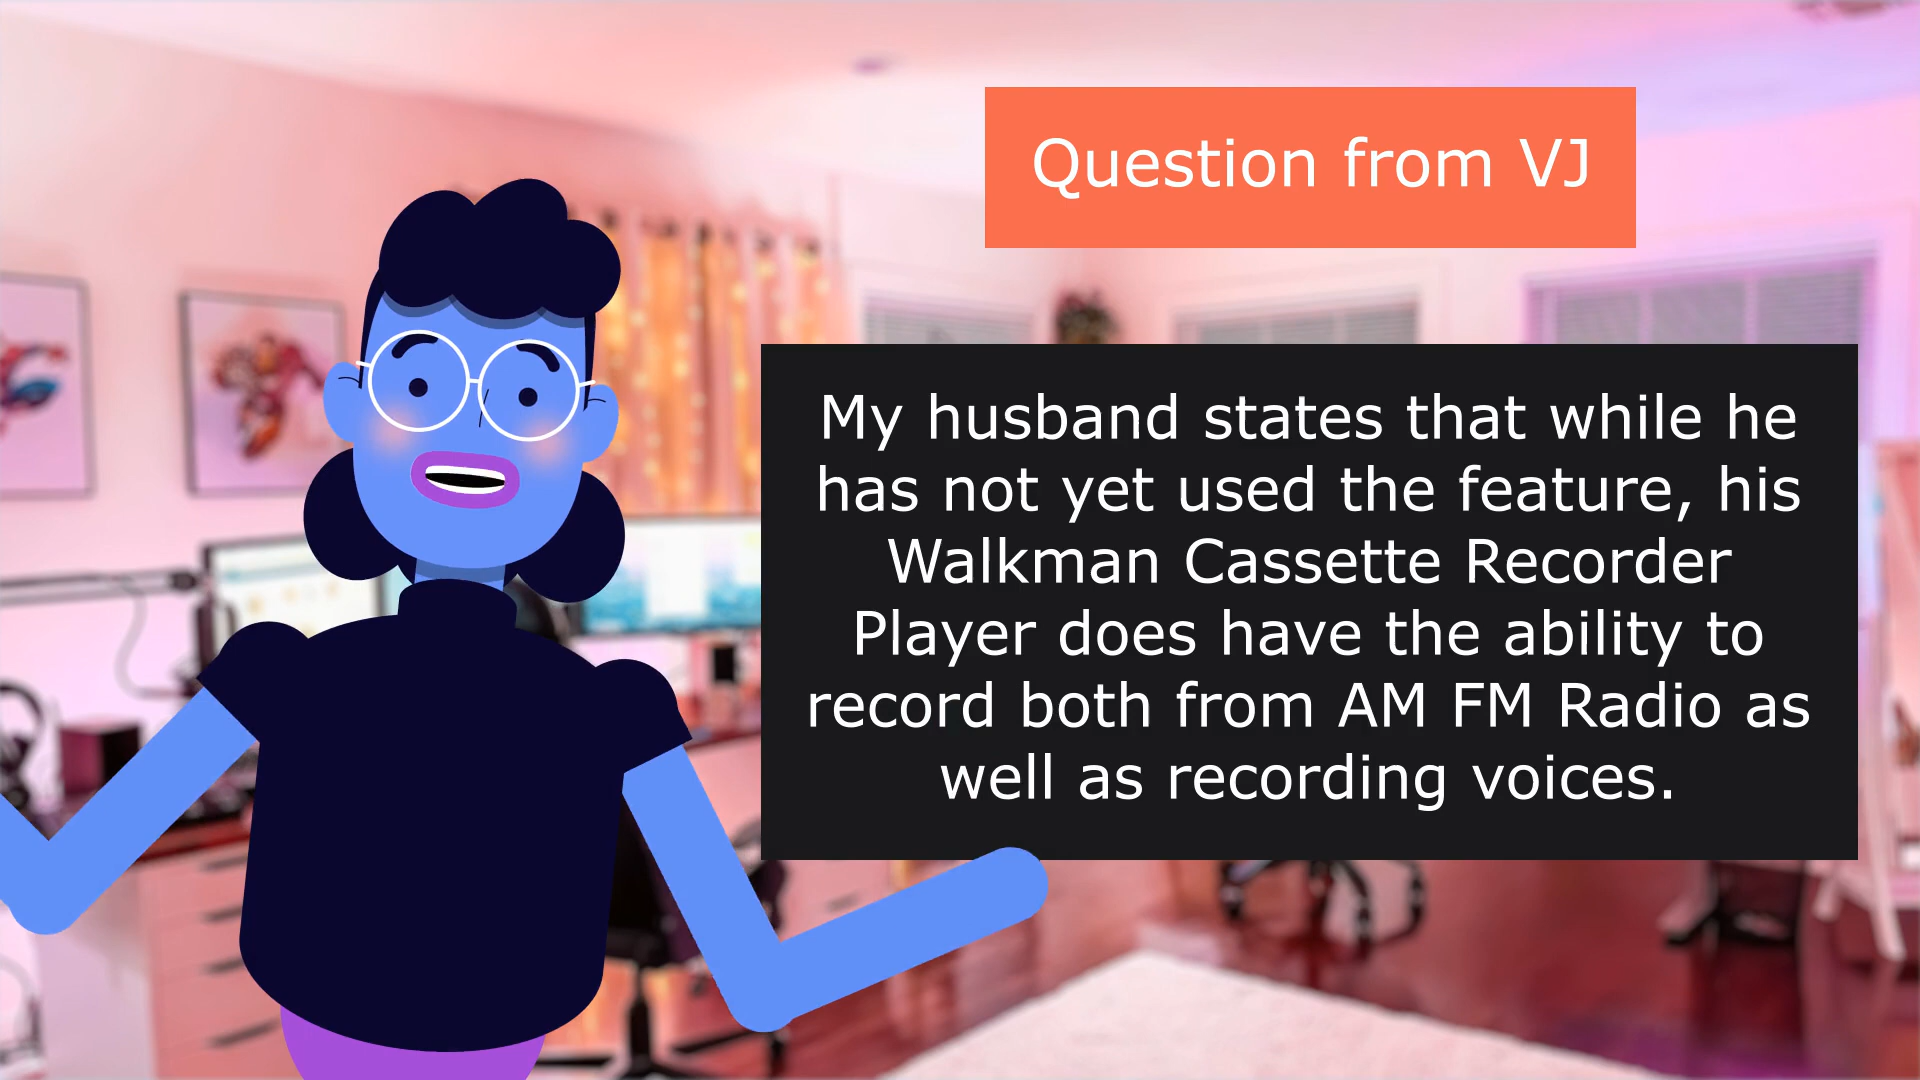 Question from VJ
My husband states that while he
has not yet used the feature, his
Walkman Cassette Recorder
Player does have the ability to
record both from AM FM Radio as
well as recording voices.